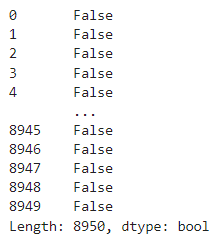 0 False
1 False
2 False
3 False
4 False
...
8945 False
8946 False
8947 False
8948 False
8949 False
Length: 8950, dtype: bool